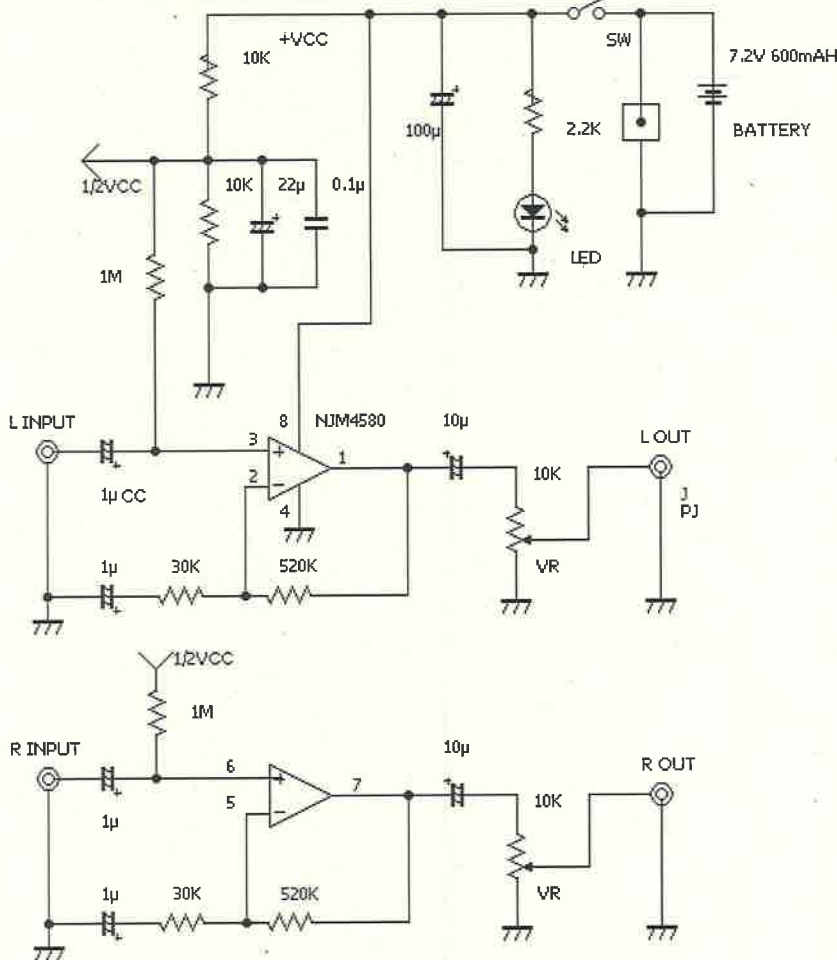 +VCC
10K
SW
7.2V 600mAH
100µ
2.2K
BATTERY
1/2VCC
10K
22µ
0.1µ
LED
1M
L INPUT
8
NJM4580
10µ
L OUT
3
1
1µ CC
2
10K
J
PJ
4
VR
1µ
30K
520K
1/2VCC
1M
R INPUT
10µ
R OUT
6
7
5
1µ
10K
1µ
30K
520K
VR